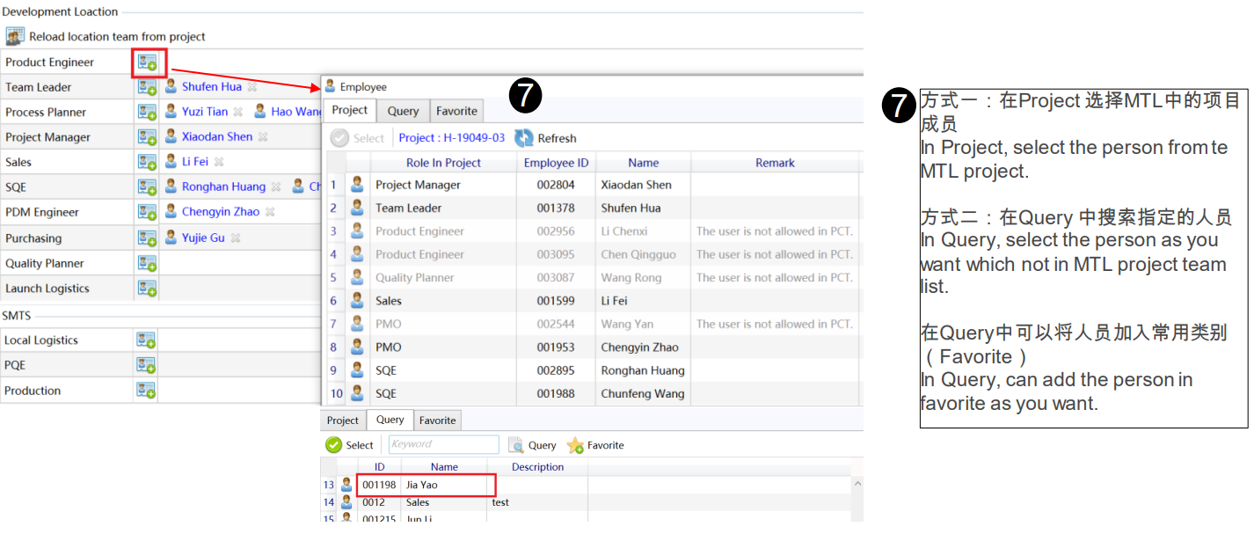 Development Loaction
Reload location team from project
Product Engineer
Team Leader Shufen Hua
Process Planner Yuzi Tian Hao Wang
Project Manager Xiaodan Shen
Sales Li Fei
SQE Ronghan Huang Ch
PDM Engineer Chengyin Zhao
Purchasing Yujie Gu
Quality Planner
Launch Logistics
SMTS
Local Logistics
PQE
Production
Employee
7
Project Query Favorite
Select Project : H-19049-03 Refresh
Role In Project Employee ID Name Remark
1 Project Manager 002804 Xiaodan Shen
2 Team Leader 001378 Shufen Hua
3 Product Engineer 002956 Li Chenxi The user is not allowed in PCT.
4 Product Engineer 003095 Chen Qingguo The user is not allowed in PCT.
5 Quality Planner 003087 Wang Rong The user is not allowed in PCT.
6 Sales 001599 Li Fei
7 PMO 002544 Wang Yan The user is not allowed in PCT.
8 PMO 001953 Chengyin Zhao
9 SQE 002895 Ronghan Huang
10 SQE 001988 Chunfeng Wang
Project Query Favorite
Select Keyword Query Favorite
ID Name Description
13 001198 Jia Yao
14 0012 Sales test
15 001215 Jun Li
7
方式一：在Project 选择MTL中的项目
成员
In Project, select the person from te
MTL project.
方式二：在Query 中搜索指定的人员
In Query, select the person as you
want which not in MTL project team
list.
在Query中可以将人员加入常用类别
（Favorite）
In Query, can add the person in
favorite as you want.